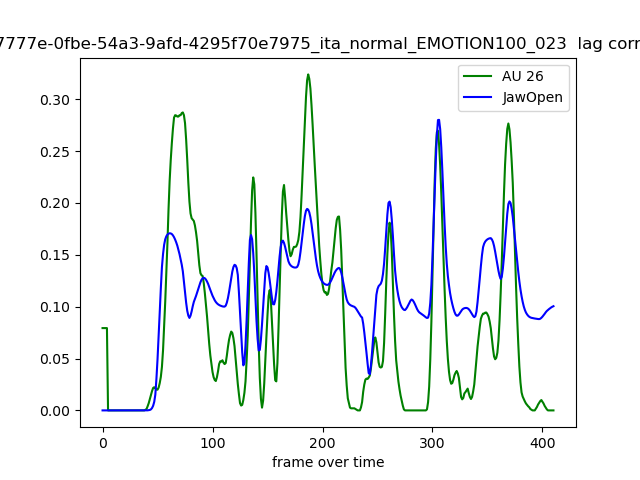 7777e-0fbe-54a3-9afd-4295f70e7975_ita_normal_EMOTION100_023 lag corr
AU 26
JawOpen
0.30
0.25
0.20
0.15
0.10
0.05
0.00
0 100 200 300 400
frame over time